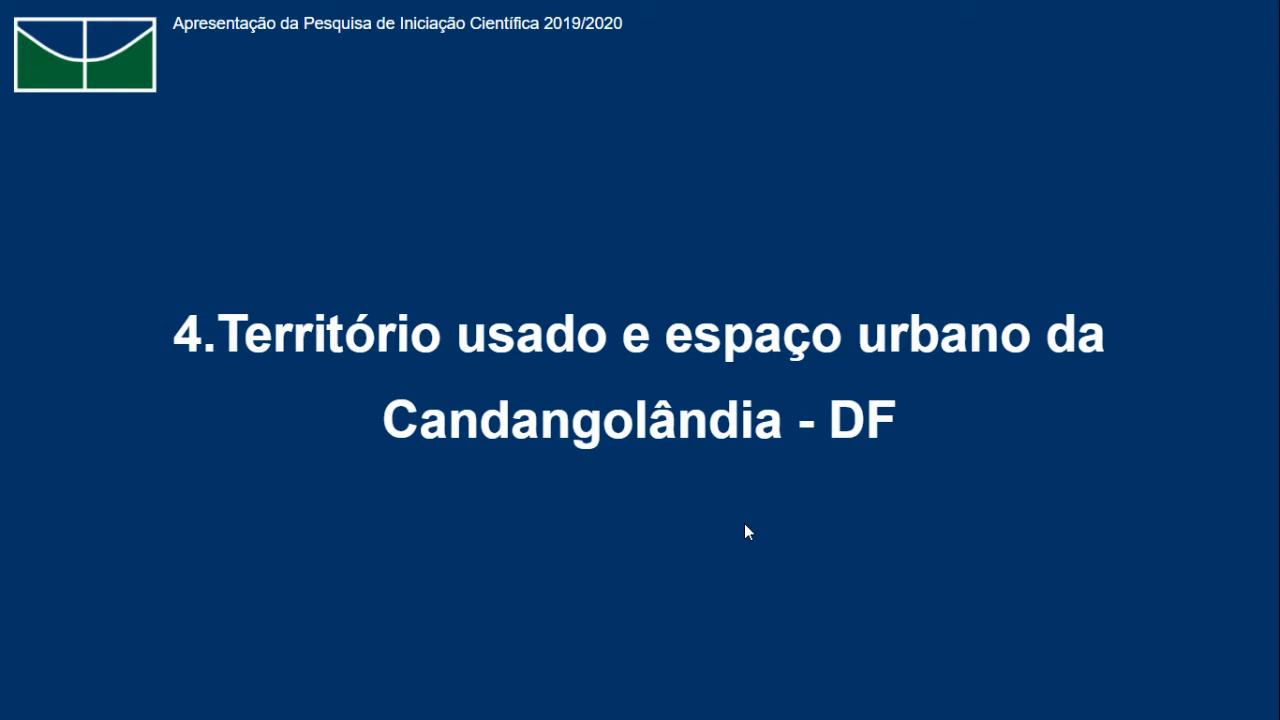 Apresentação da Pesquisa de Iniciação Científica 2019/2020
4.Território usado e espaço urbano da
Candangolândia - DF